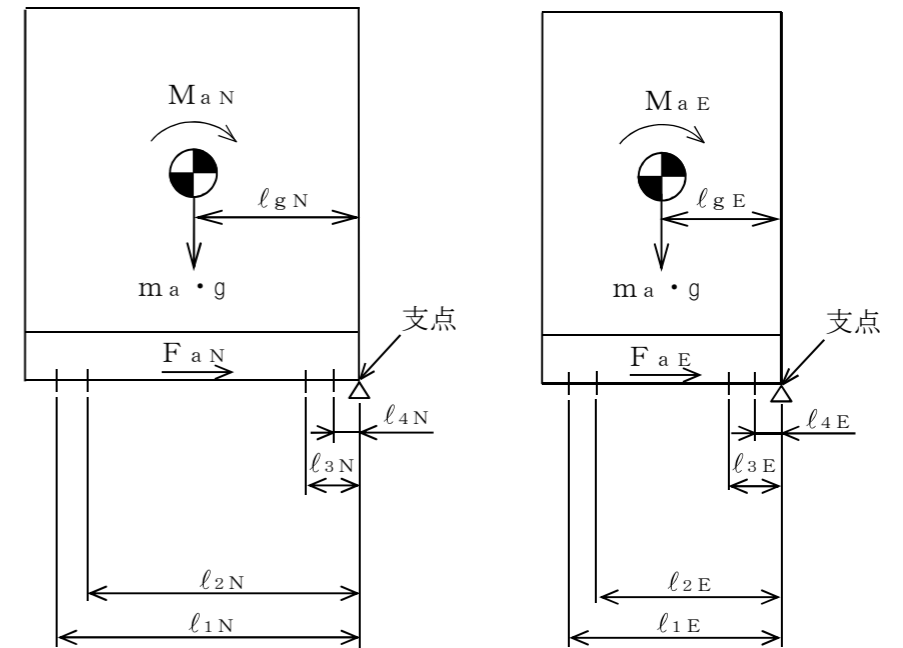 MaN
ℓgN
ma・g
支点
FaN
ℓ4N
ℓ3N
ℓ2N
ℓ1N
MaE
ℓgE
ma・g
支点
FaE
ℓ4E
ℓ3E
ℓ2E
ℓ1E